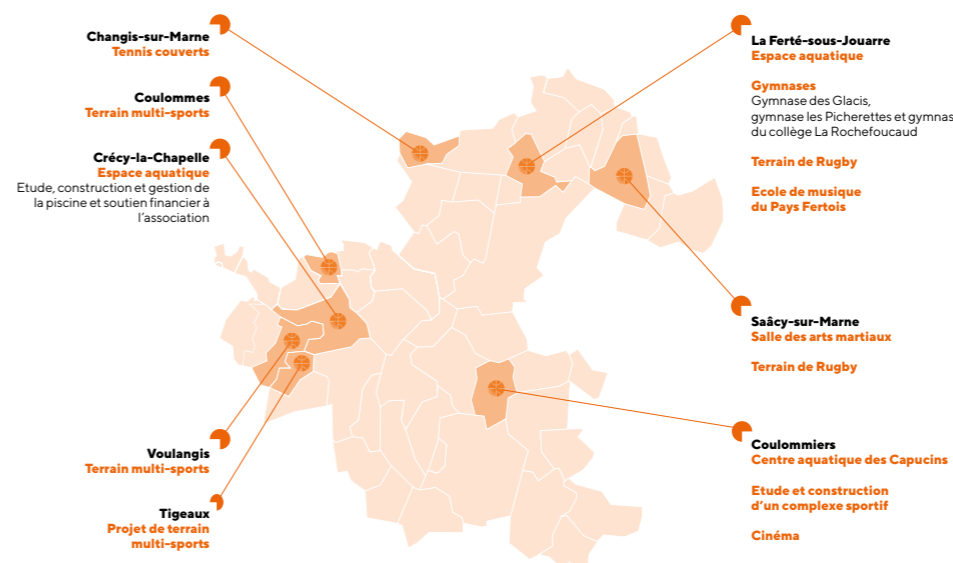 Changis-sur-Marne
Tennis couverts
Coulommes
Terrain multi-sports
Crécy-la-Chapelle
Espace aquatique
Etude, construction et gestion de
la piscine et soutien financier à
l'association
Voulangis
Terrain multi-sports
Tigeaux
Projet de terrain
multi-sports
La Ferté-sous-Jouarre
Espace aquatique
Gymnases
Gymnase des Glacis,
gymnase les Picherettes et gymnas
du collège La Rochefoucaud
Terrain de Rugby
Ecole de musique
du Pays Fertois
Saâcy-sur-Marne
Salle des arts martiaux
Terrain de Rugby
Coulommiers
Centre aquatique des Capucins
Etude et construction
d'un complexe sportif
Cinéma